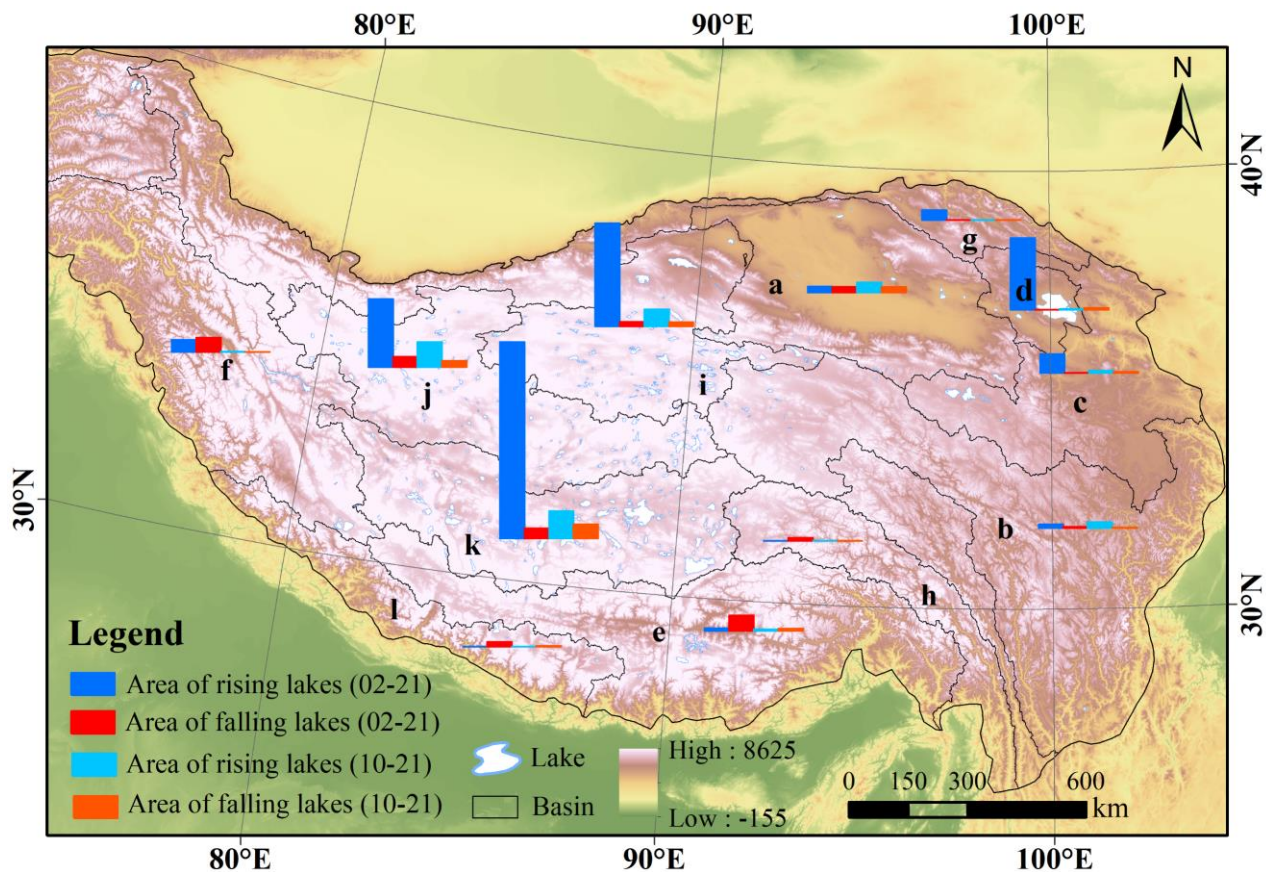 80°E
90°E
100°E
N
40°N
g
a
d
f
j
i
c
30°N
b
k
h
l
e
30°N
Legend
Area of rising lakes (02-21)
Area of falling lakes (02-21)
Area of rising lakes (10-21)
Area of falling lakes (10-21)
Lake
Basin
High : 8625
Low : -155
0 150 300 600
km
80°E
90°E
100°E